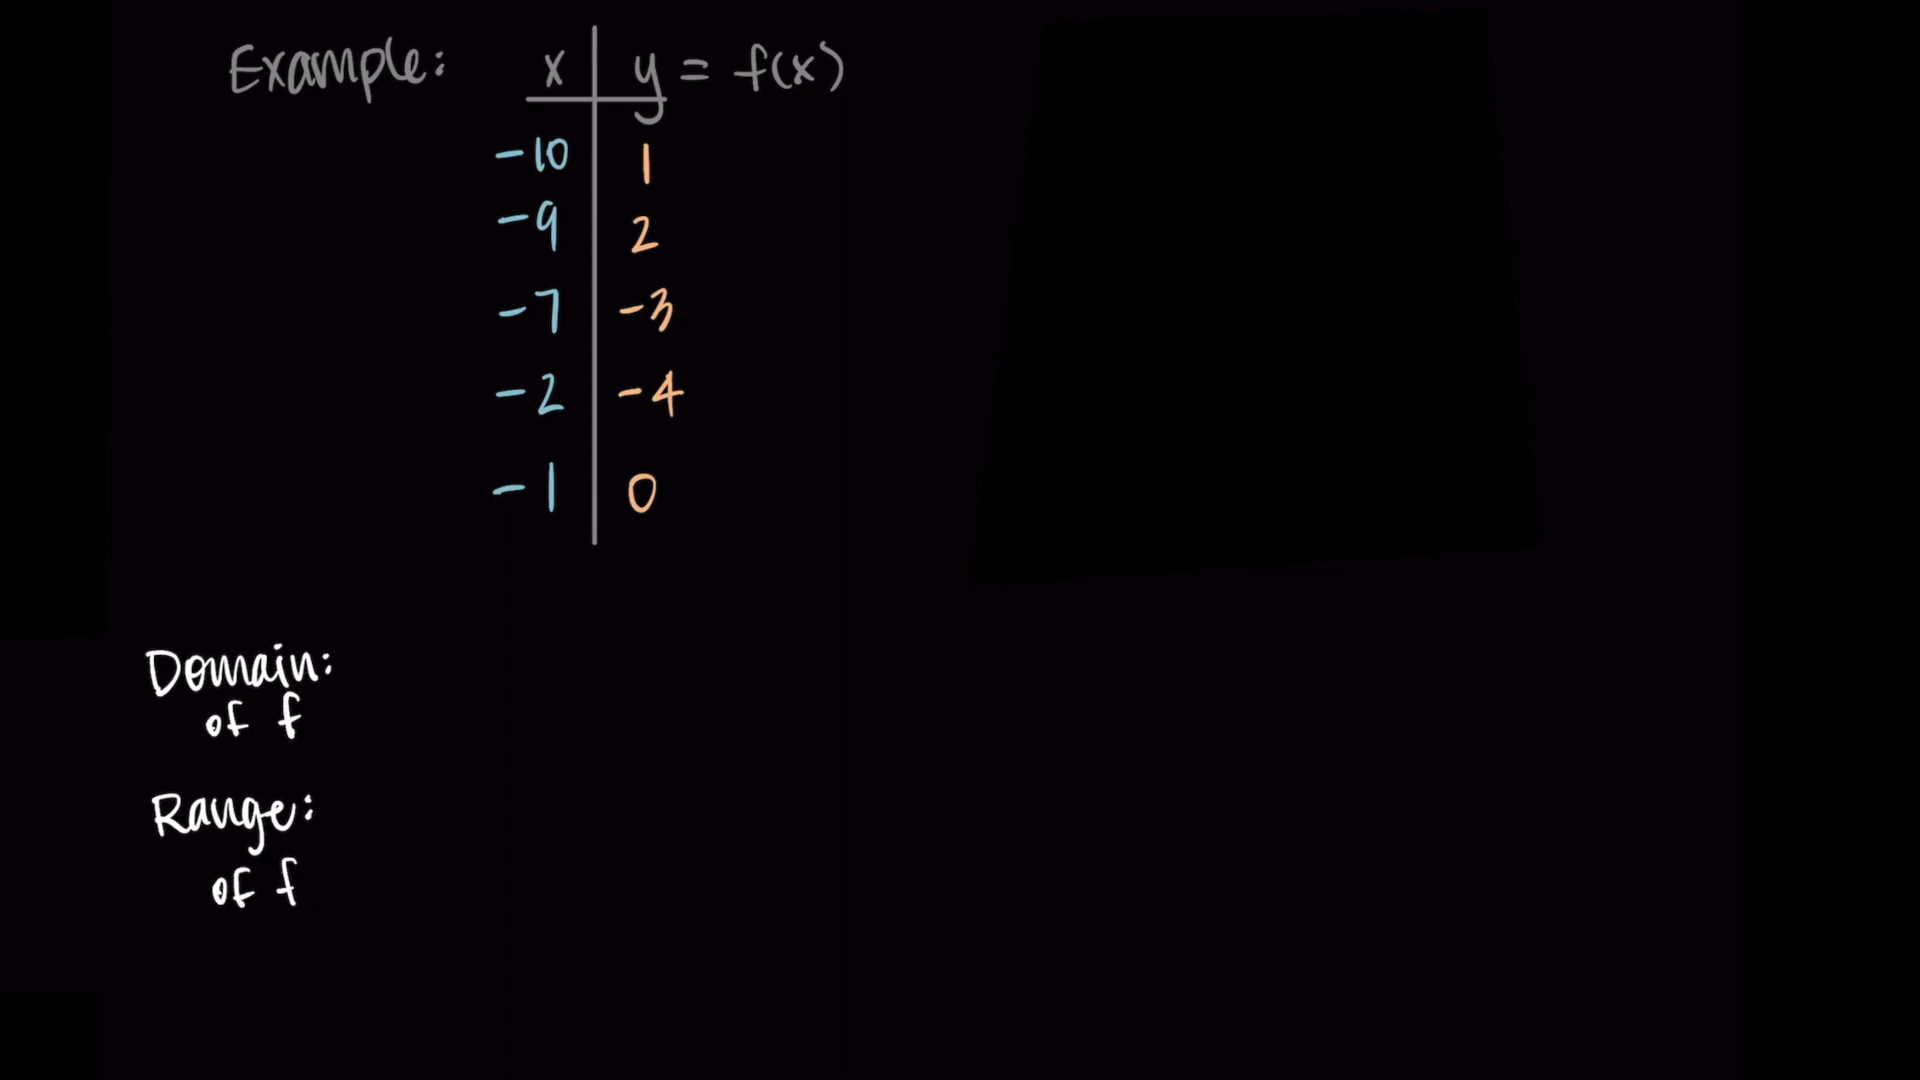 Example: x y = f(x)
-10 1
-9 2
-7 -3
-2 -4
-1 0
Domain:
of f
Range:
of f